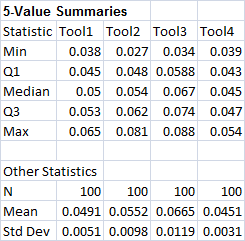 5-Value Summaries
Statistic Tool1 Tool2 Tool3 Tool4
Min 0.038 0.027 0.034 0.039
Q1 0.045 0.048 0.0588 0.043
Median 0.05 0.054 0.067 0.045
Q3 0.053 0.062 0.074 0.047
Max 0.065 0.081 0.088 0.054
Other Statistics
N 100 100 100 100
Mean 0.0491 0.0552 0.0665 0.0451
Std Dev 0.0051 0.0098 0.0119 0.0031